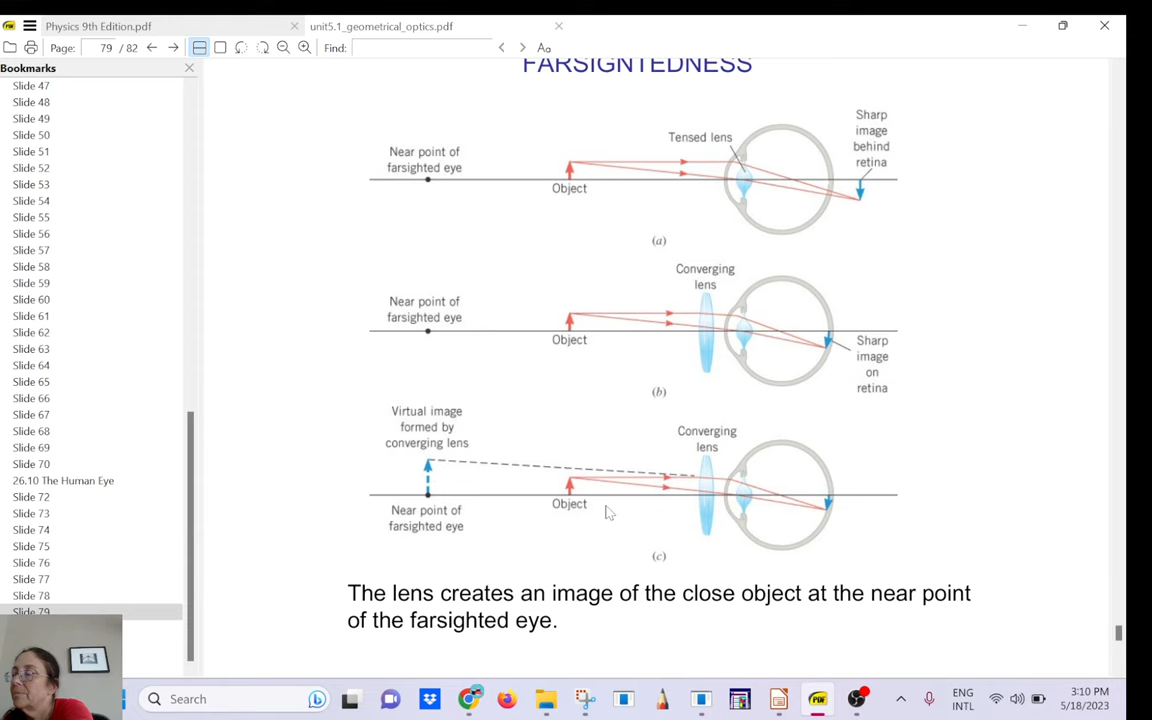 Physics 9th Edition.pdf
unit5.1_geometrical_optics.pdf
Page: 79 / 82
Find:
Aa
Bookmarks
Slide 47
Slide 48
Slide 49
Slide 50
Slide 51
Slide 52
Slide 53
Slide 54
Slide 55
Slide 56
Slide 57
Slide 58
Slide 59
Slide 60
Slide 61
Slide 62
Slide 63
Slide 64
Slide 65
Slide 66
Slide 67
Slide 68
Slide 69
Slide 70
26.10 The Human Eye
Slide 72
Slide 73
Slide 74
Slide 75
Slide 76
Slide 77
Slide 78
Slide 79
FARSIGNTEDNESS
Near point of
farsighted eye
Object
Tensed lens
Sharp
image
behind
retina
(a)
Near point of
farsighted eye
Object
Converging
lens
Sharp
image
on
retina
(b)
Virtual image
formed by
converging lens
Near point of
farsighted eye
Object
Converging
lens
(c)
The lens creates an image of the close object at the near point
of the farsighted eye.
Search
ENG
INTL
3:10 PM
5/18/2023